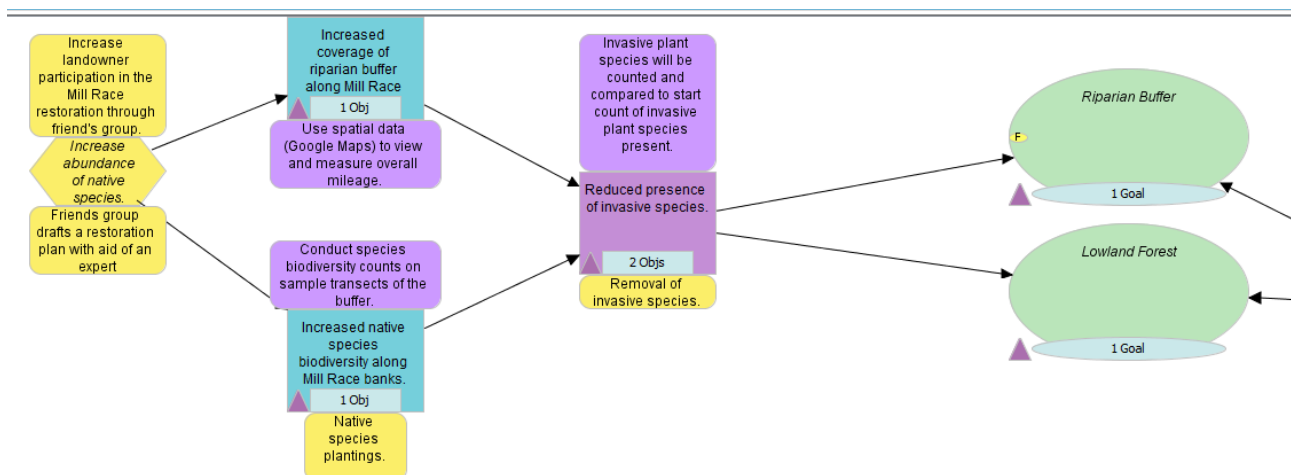 Increase
landowner
participation in the
Mill Race
restoration through
friend's group.
Increase
abundance
of native
species.
Friends group
drafts a restoration
plan with aid of an
expert
Increased
coverage of
riparian buffer
along Mill Race
1 Obj
Use spatial data
(Google Maps) to view
and measure overall
mileage.
Conduct species
biodiversity counts on
sample transects of the
buffer.
Increased native
species
biodiversity along
Mill Race banks.
1 Obj
Native
species
plantings.
Invasive plant
species will be
counted and
compared to start
count of invasive
plant species
present.
Reduced presence
of invasive species.
2 Objs
Removal of
invasive species.
Riparian Buffer
F
1 Goal
Lowland Forest
1 Goal